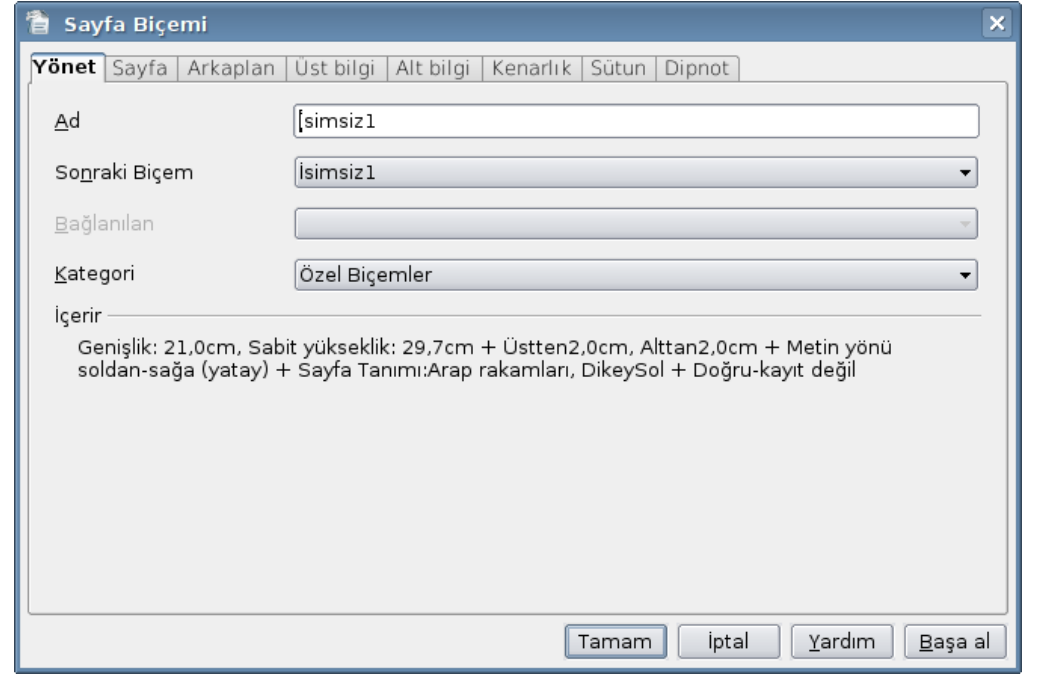 Sayfa Biçemi
Yönet Sayfa Arkaplan Üst bilgi Alt bilgi Kenarlık Sütun Dipnot
Ad İsimsiz1
Sonraki Biçem İsimsiz1
Bağlanılan
Kategori Özel Biçemler
İçerir
Genişlik: 21,0cm, Sabit yükseklik: 29,7cm + Üstten2,0cm, Alttan2,0cm + Metin yönü
soldan-sağa (yatay) + Sayfa Tanımı:Arap rakamları, DikeySol + Doğru-kayıt değil
Tamam İptal Yardım Başa al